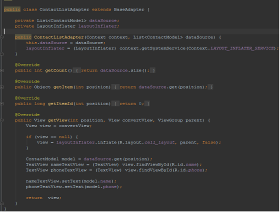 public class ContactListAdapter extends BaseAdapter {
private List<ContactModel> dataSource;
private LayoutInflater layoutInflater;
public ContactListAdapter(Context context, List<ContactModel> dataSource) {
this.dataSource = dataSource;
layoutInflater = (LayoutInflater) context.getSystemService(Context.LAYOUT_INFLATER_SERVICE);
@Override
public int getCount() { return dataSource.size(); }
@Override
public Object getItem(int position) { return dataSource.get(position); }
@Override
public long getItemId(int position) { return 0; }
@Override
public View getView(int position, View convertView, ViewGroup parent) {
View view = convertView;
if (view == null) {
view = layoutInflater.inflate(R.layout.cell_layout, parent, false);
}
ContactModel model = dataSource.get(position);
TextView nameTextView = (TextView) view.findViewById(R.id.name);
TextView phoneTextView = (TextView) view.findViewById(R.id.phone);
nameTextView.setText(model.name);
phoneTextView.setText(model.phone);
return view;
}